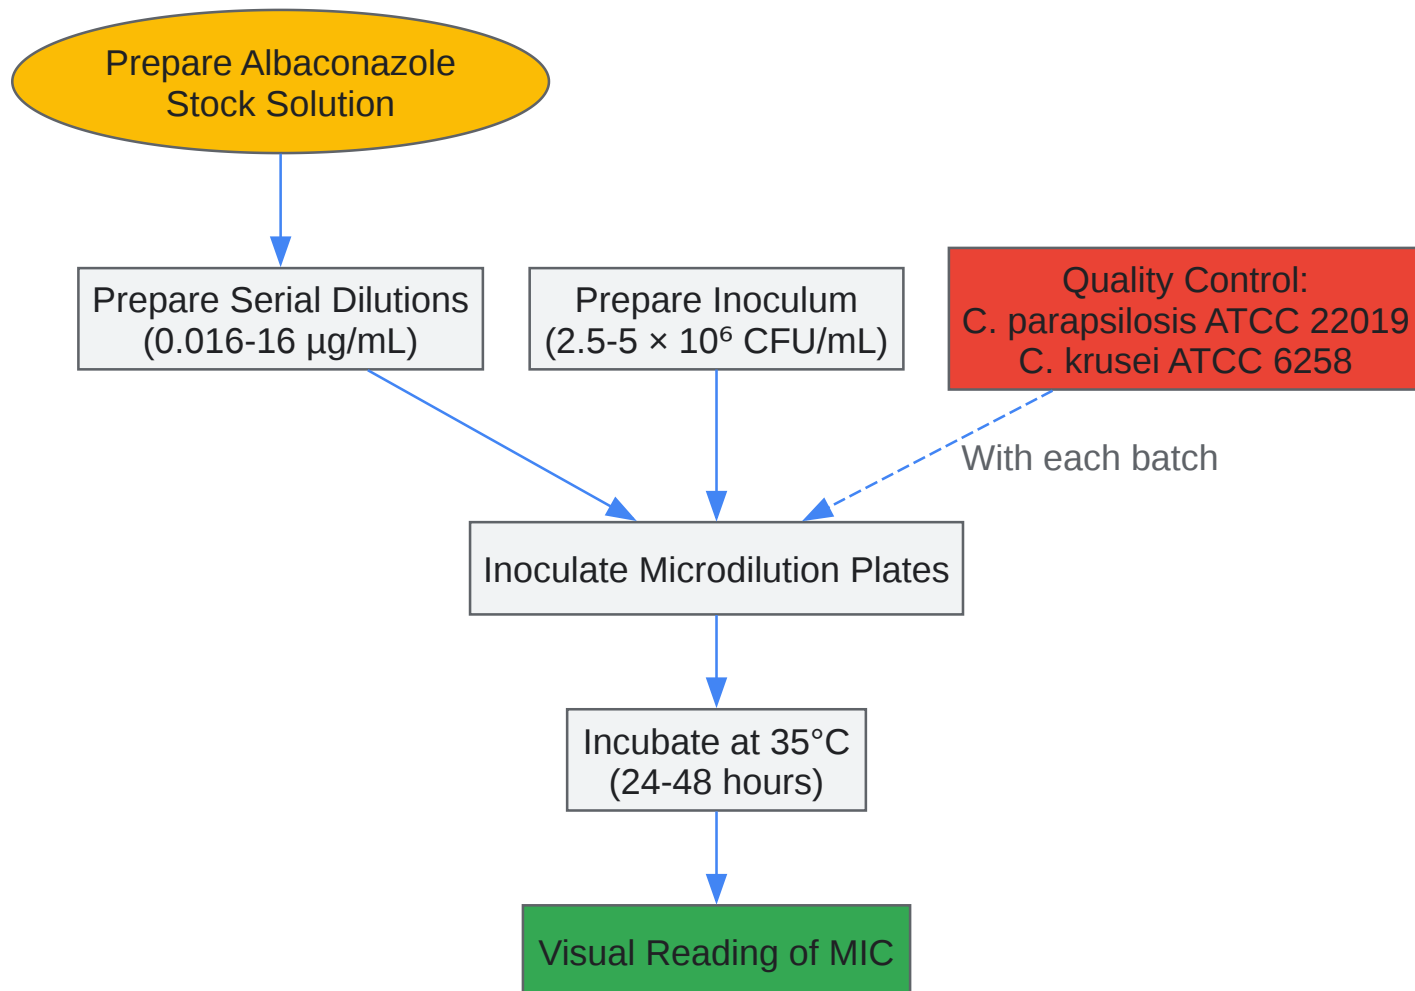 Prepare Albaconazole
Stock Solution
Prepare Serial Dilutions
(0.016-16 µg/mL)
Prepare Inoculum
(2.5-5 × 10⁶ CFU/mL)
Quality Control:
C. parapsilosis ATCC 22019
C. krusei ATCC 6258
With each batch
Inoculate Microdilution Plates
Incubate at 35°C
(24-48 hours)
Visual Reading of MIC